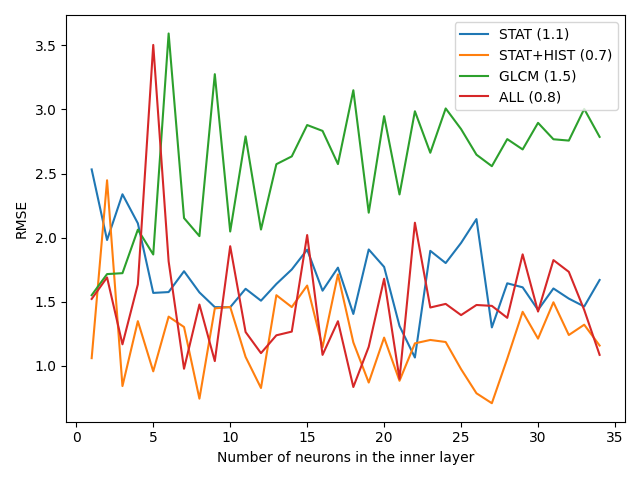 STAT (1.1)
STAT+HIST (0.7)
GLCM (1.5)
ALL (0.8)
RMSE
3.5
3.0
2.5
2.0
1.5
1.0
0 5 10 15 20 25 30 35
Number of neurons in the inner layer